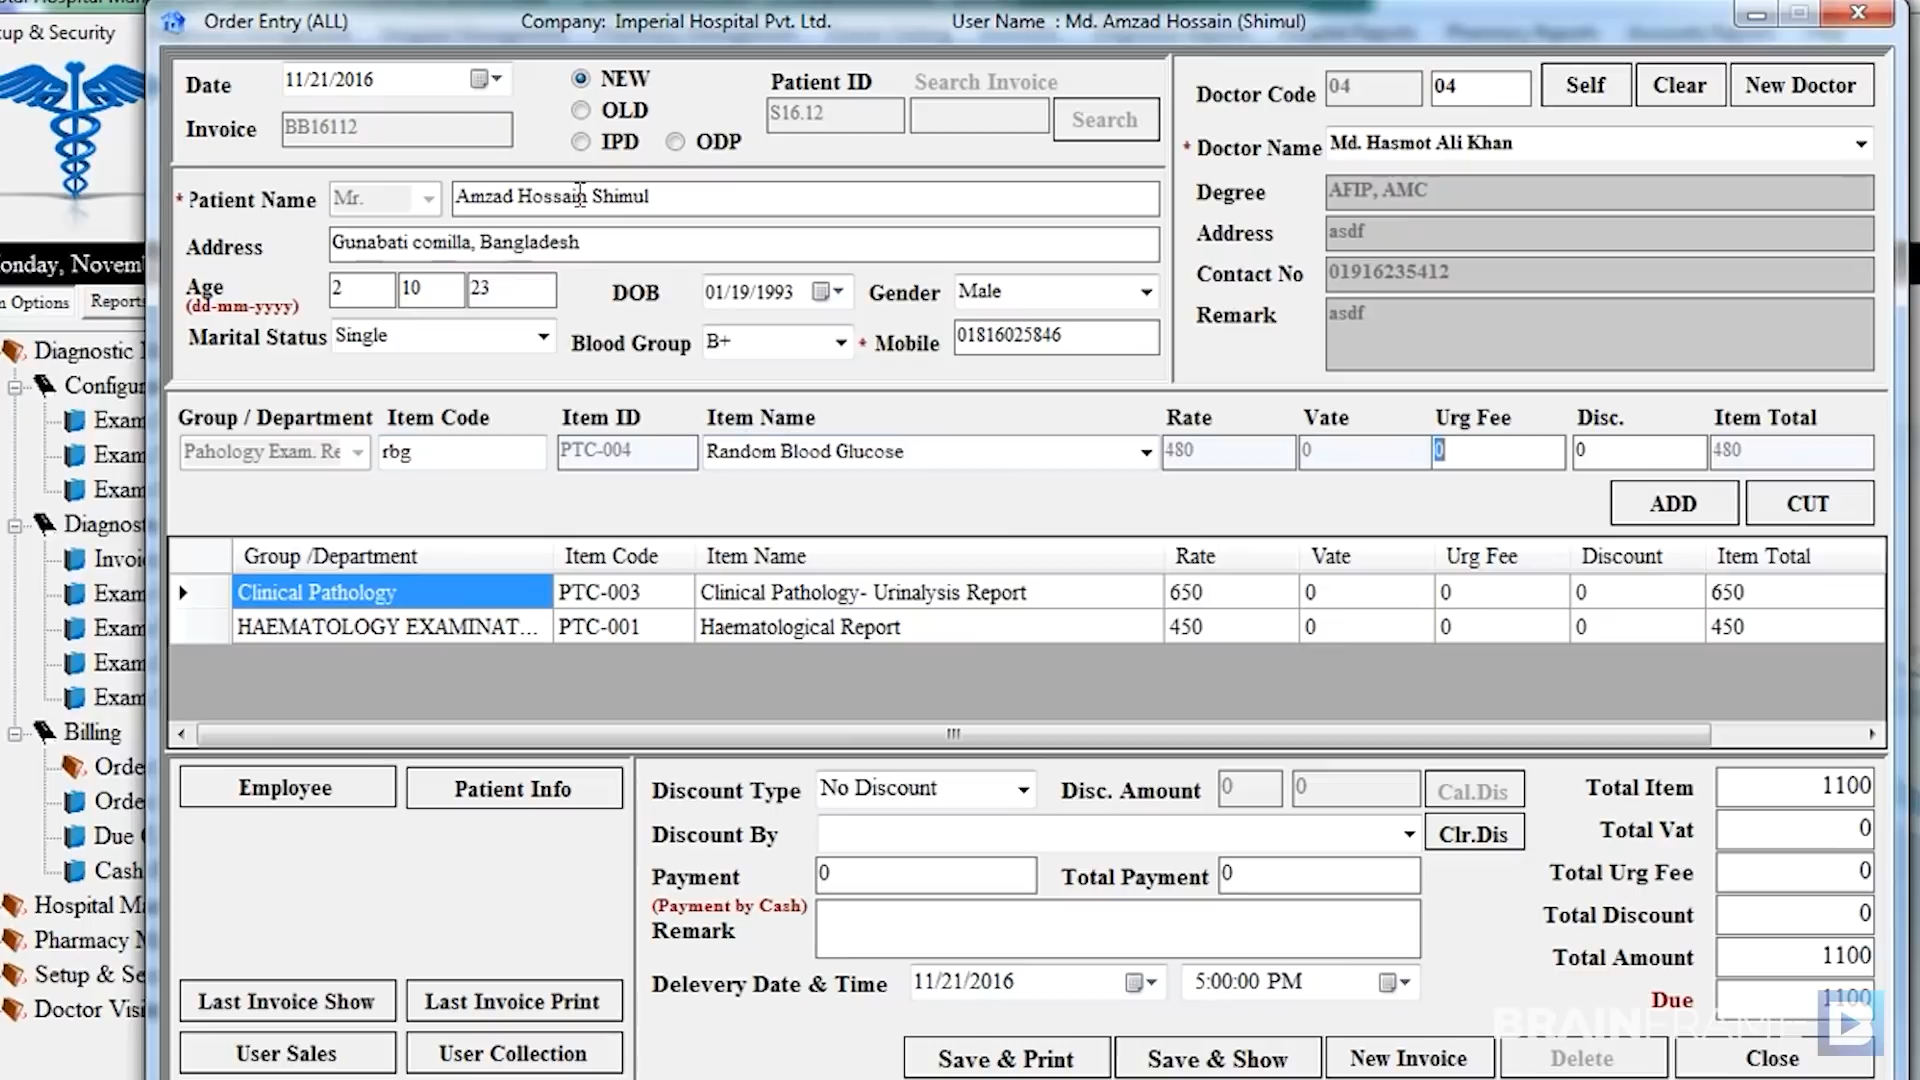 Order Entry (ALL) Company: Imperial Hospital Pvt. Ltd. User Name : Md. Amzad Hossain (Shimul)
up & Security
Date 11/21/2016 NEW Patient ID Search Invoice
OLD S16.12 Search
Invoice BB16112 IPD ODP
Doctor Code 04 04 Self Clear New Doctor
* Doctor Name Md. Hasmot Ali Khan
Degree AFIP, AMC
Address asdf
Contact No 01916235412
Remark asdf
* Patient Name Mr. Amzad Hossain Shimul
Address Gunabati comilla, Bangladesh
Age 2 10 23 DOB 01/19/1993 Gender Male
(dd-mm-yyyy)
Marital Status Single Blood Group B+ * Mobile 01816025846
Group / Department Item Code Item ID Item Name Rate Vate Urg Fee Disc. Item Total
Pahology Exam. Re rbg PTC-004 Random Blood Glucose 480 0 0 0 480
ADD CUT
Group /Department Item Code Item Name Rate Vate Urg Fee Discount Item Total
Clinical Pathology PTC-003 Clinical Pathology- Urinalysis Report 650 0 0 0 650
HAEMATOLOGY EXAMINAT... PTC-001 Haematological Report 450 0 0 0 450
Employee Patient Info
Last Invoice Show Last Invoice Print
User Sales User Collection
Discount Type No Discount Disc. Amount 0 0 Cal.Dis
Discount By Clr.Dis
Payment 0 Total Payment 0
(Payment by Cash)
Remark
Delevery Date & Time 11/21/2016 5:00:00 PM
Total Item 1100
Total Vat 0
Total Urg Fee 0
Total Discount 0
Total Amount 1100
Due 1100
Save & Print Save & Show New Invoice Delete Close
BRAINFRAME
onday, Novem
n Options Reports
Diagnostic
Configur
Exam
Exam
Exam
Diagnost
Invoi
Exam
Exam
Exam
Exam
Billing
Orde
Orde
Due
Cash
Hospital Ma
Pharmacy
Setup & Se
Doctor Visi